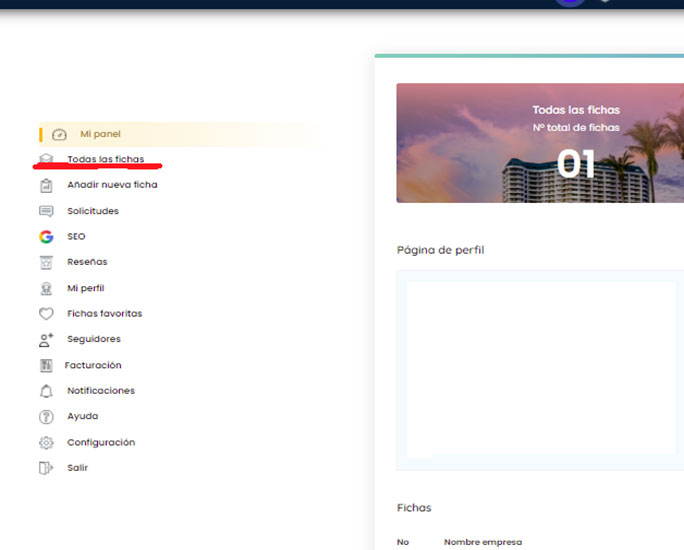 Mi panel
Todas las fichas
Añadir nueva ficha
Solicitudes
SEO
Reseñas
Mi perfil
Fichas favoritas
Seguidores
Facturación
Notificaciones
Ayuda
Configuración
Salir
Todas las fichas
Nº total de fichas
01
Página de perfil
Fichas
No Nombre empresa